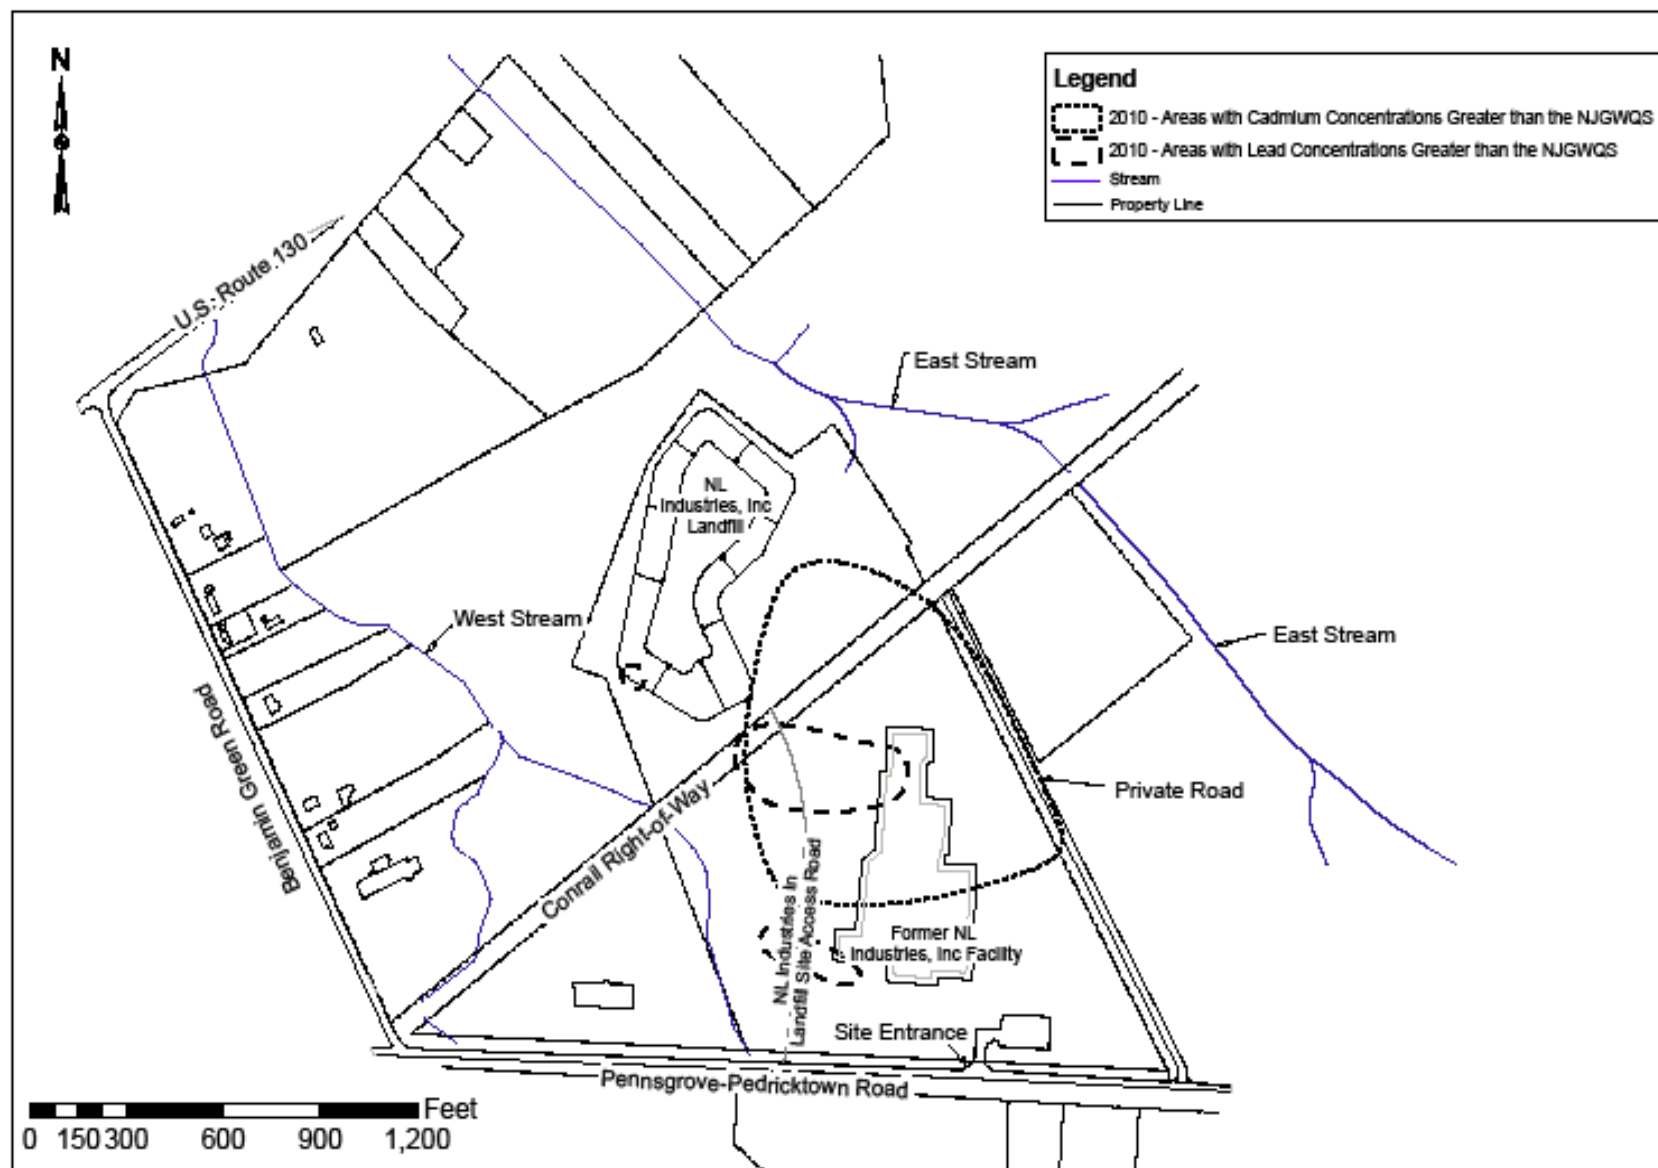 N
Legend
2010 - Areas with Cadmium Concentrations Greater than the NJGWQS
2010 - Areas with Lead Concentrations Greater than the NJGWQS
Stream
Property Line
U.S. Route 130
East Stream
NL
Industries, Inc
Landfill
West Stream
East Stream
Benjamin Green Road
Private Road
Conrail Right-of-Way
NL Industries In
Landfill Site Access Road
Former NL
Industries, Inc Facility
Site Entrance
Pennsgrove-Pedricktown Road
Feet
0 150 300 600 900 1,200